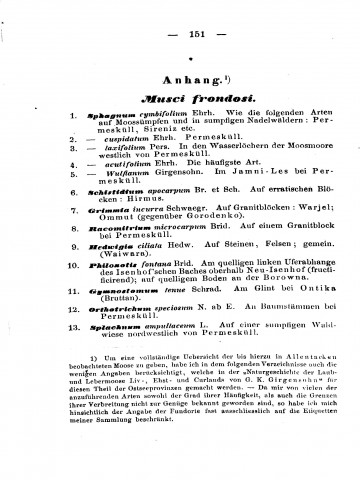 — 151 —
Anhang.¹)
Musci frondosi.
1. Sphagnum cymbifolium Ehrh. Wie die folgenden Arten
auf Moossümpfen und in sumpfigen Nadelwäldern: Per-
mesküll, Sireniz etc.
2. — cuspidatum Ehrh. Permesküll.
3. — laxifolium Pers. In den Wasserlöchern der Moosmoore
westlich von Permesküll.
4. — acutifolium Ehrh. Die häufigste Art.
5. — Wulfianum Girgensohn. Im Jamni-Les bei Per-
mesküll.
6. Schistidium apocarpum Br. et Sch. Auf erratischen Blö-
cken: Hirmus.
7. Grimmia incurva Schwaegr. Auf Granitblöcken: Warjel;
Ommut (gegenüber Gorodenko).
8. Racomitrium microcarpum Brid. Auf einem Granitblock
bei Permesküll.
9. Hedwigia ciliata Hedw. Auf Steinen, Felsen; gemein.
(Waiwara).
10. Philonotis fontana Brid. Am quelligen linken Uferabhange
des Isenhof'schen Baches oberhalb Neu-Isenhof (fructi-
ficirend); auf quelligem Boden an der Borowna.
11. Gymnostomum tenue Schrad. Am Glint bei Ontika
(Bruttan).
12. Orthotrichum speciosum N. ab E. An Baumstämmen bei
Permesküll.
13. Splachnum ampullaceum L. Auf einer sumpfigen Wald-
wiese nordwestlich von Permesküll.
1) Um eine vollständige Uebersicht der bis hierzu in Allentacken
beobachteten Moose zu geben, habe ich in dem folgenden Verzeichnisse auch die
wenigen Angaben berücksichtigt, welche in der „Naturgeschichte der Laub-
und Lebermoose Liv-, Ehst- und Curlands von G. K. Girgensohn" für
diesen Theil der Ostseeprovinzen gemacht werden. — Da mir von vielen der
anzuführenden Arten sowohl der Grad ihrer Häufigkeit, als auch die Grenzen
ihrer Verbreitung nicht zur Genüge bekannt geworden sind, so habe ich mich
hinsichtlich der Angabe der Fundorte fast ausschliesslich auf die Etiquetten
meiner Sammlung beschränkt.